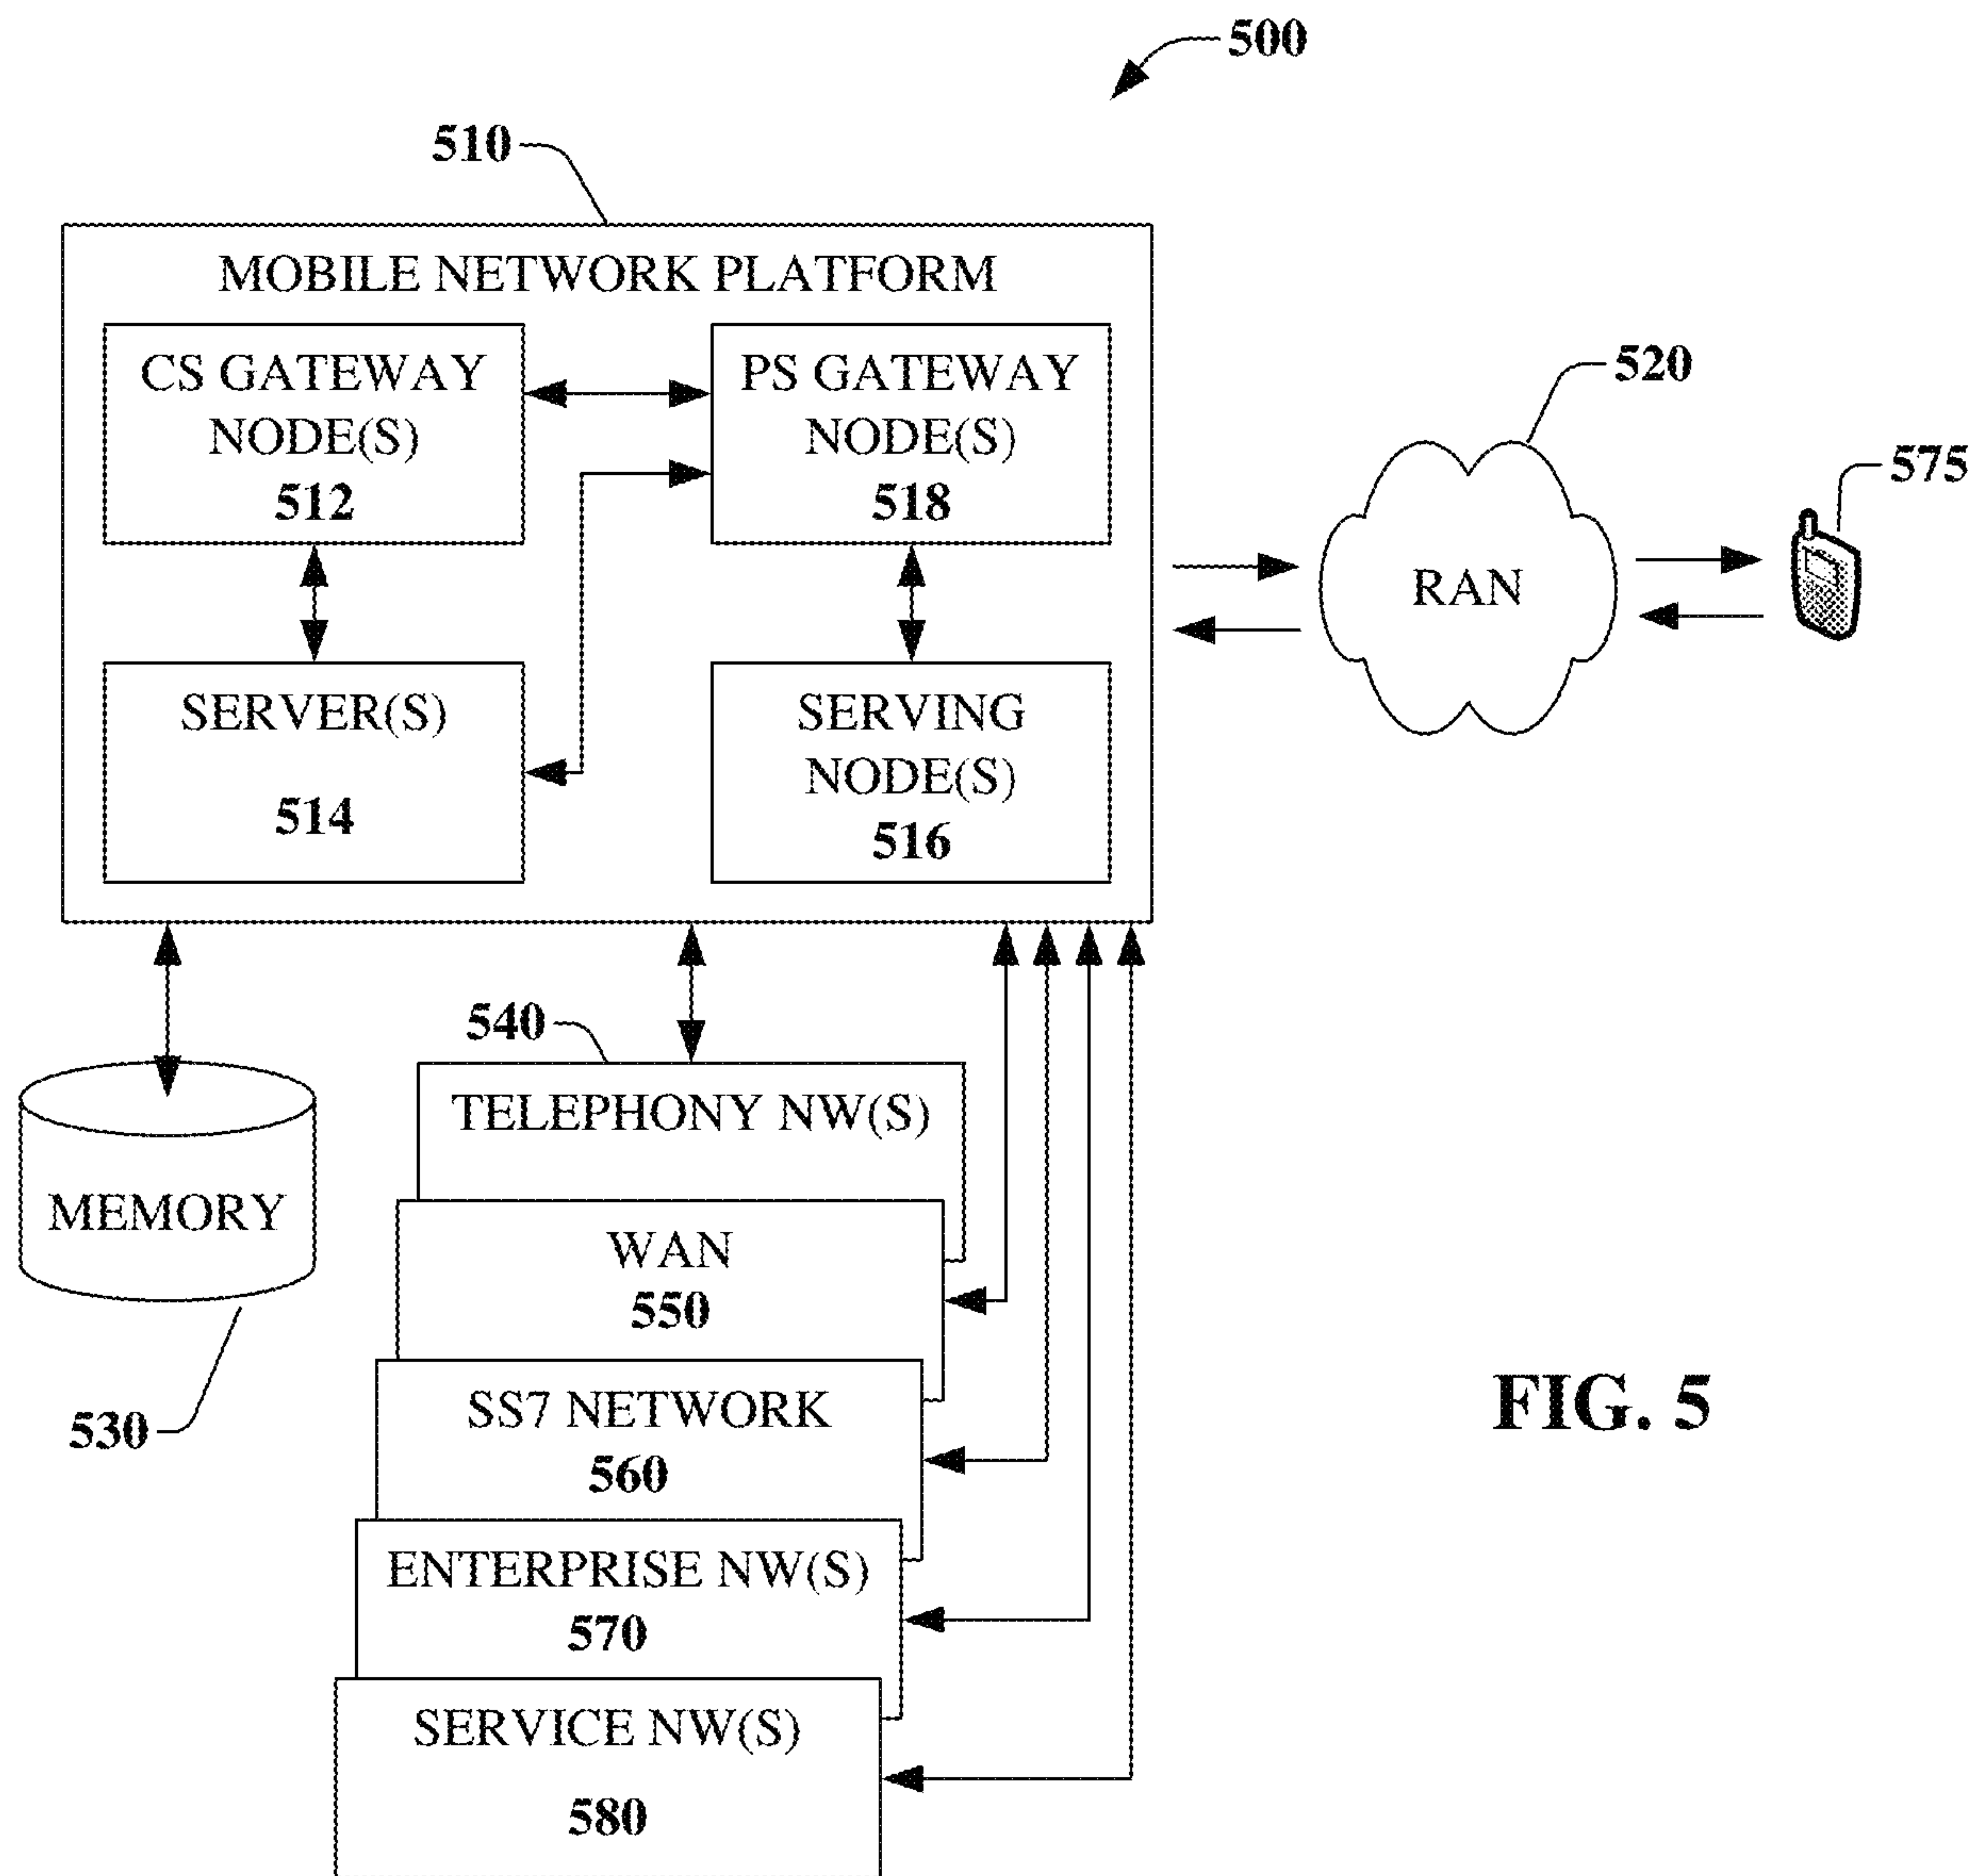 500
510
MOBILE NETWORK PLATFORM
CS GATEWAY
NODE(S)
512
PS GATEWAY
NODE(S)
518
SERVER(S)
514
SERVING
NODE(S)
516
520
RAN
575
540
TELEPHONY NW(S)
MEMORY
530
WAN
550
SS7 NETWORK
560
ENTERPRISE NW(S)
570
SERVICE NW(S)
580
FIG. 5